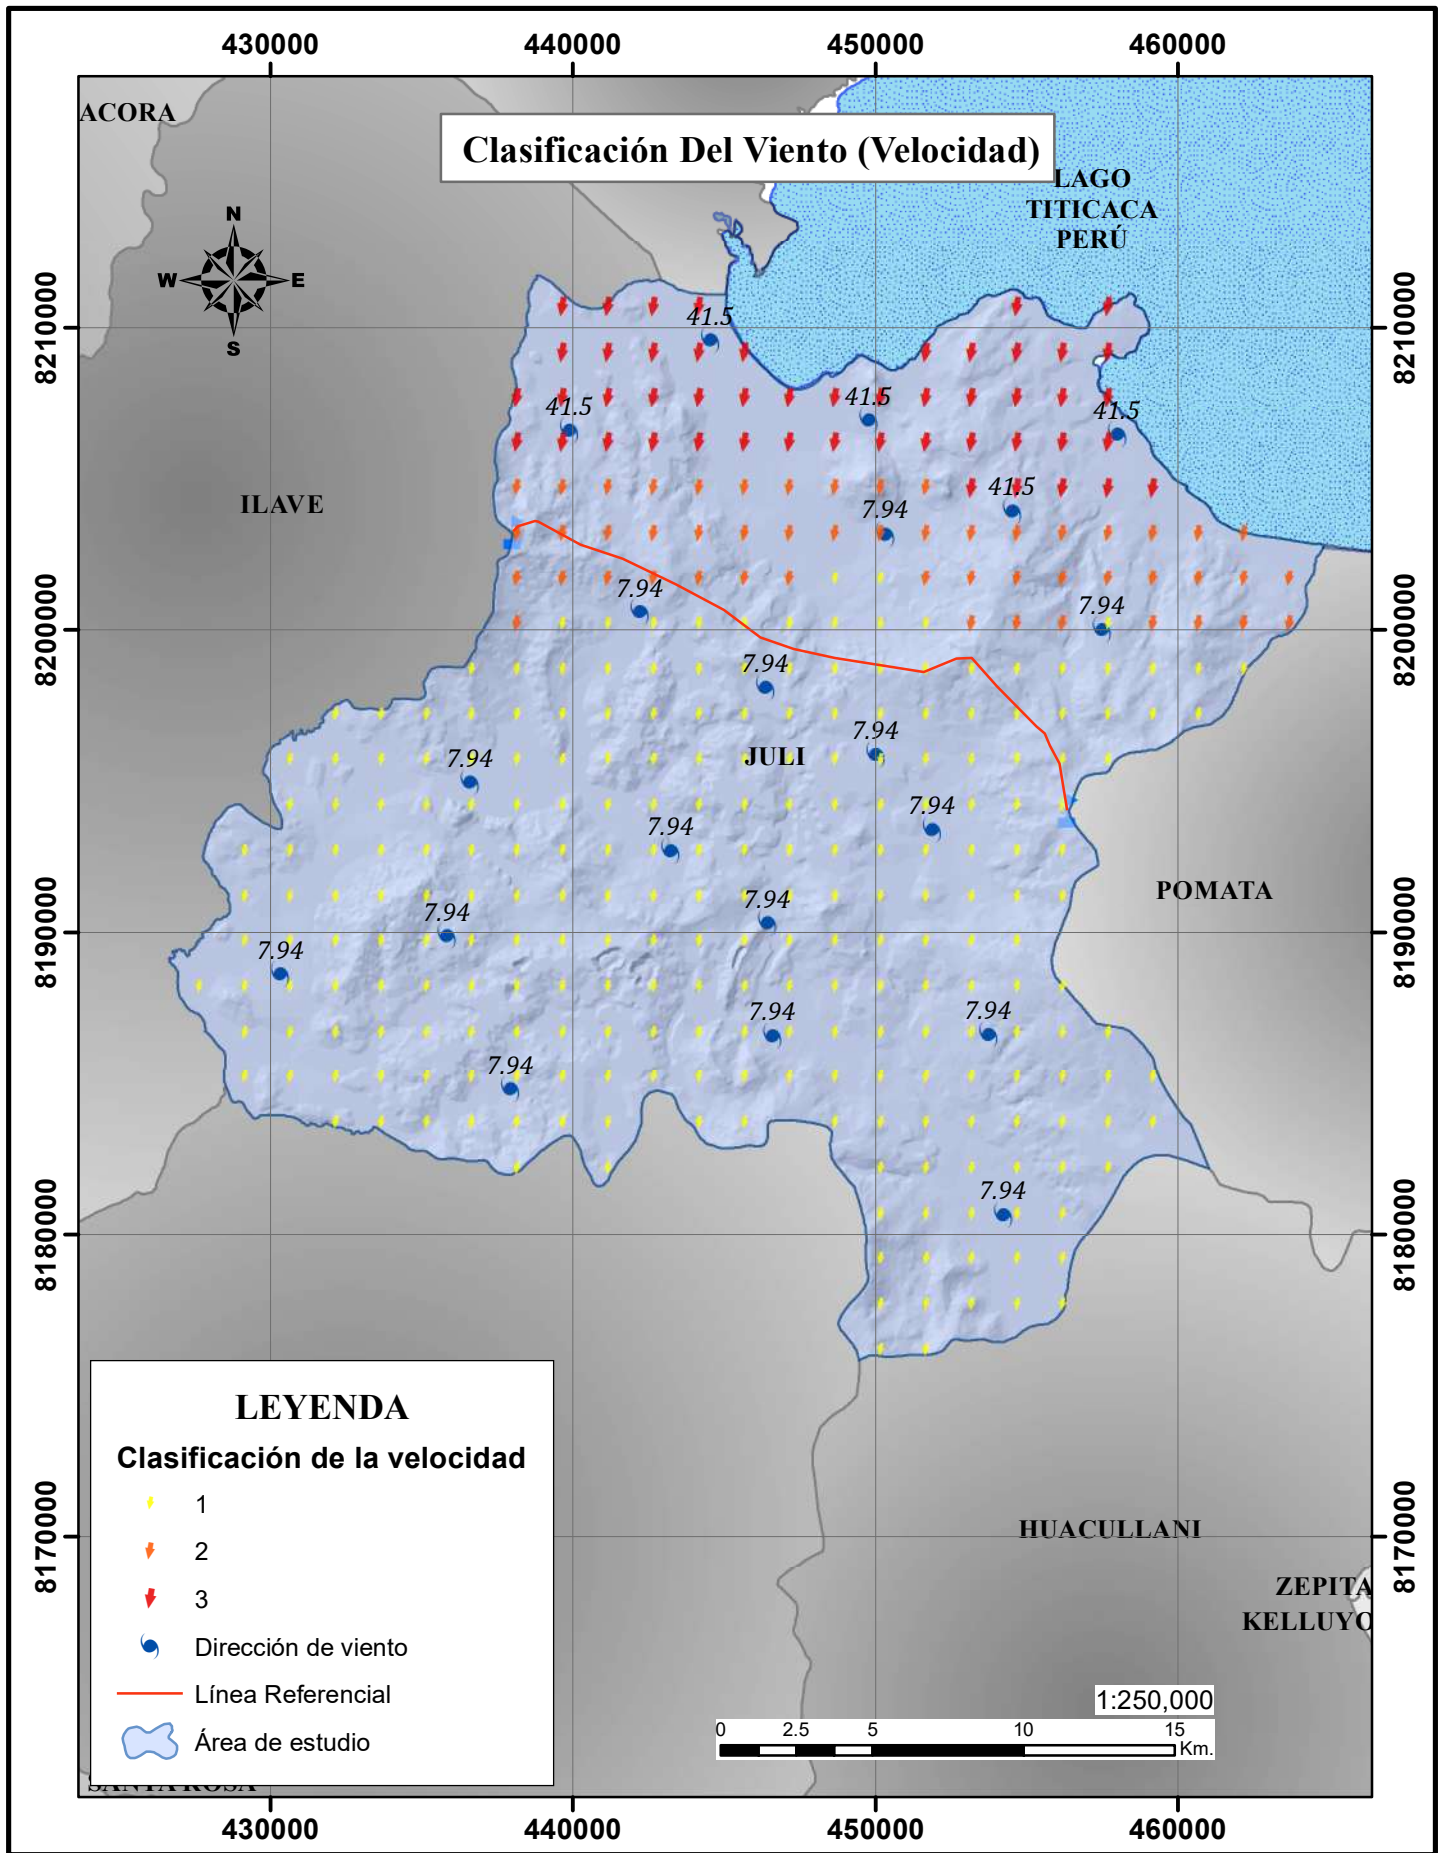 430000
440000
450000
460000
ACORA
Clasificación Del Viento (Velocidad)
LAGO
TITICACA
PERÚ
N
W
E
S
8210000
8210000
41.5
41.5
41.5
41.5
41.5
ILAVE
7.94
7.94
7.94
8200000
8200000
7.94
7.94
JULI
7.94
7.94
7.94
POMATA
7.94
7.94
8190000
8190000
7.94
7.94
7.94
7.94
7.94
8180000
8180000
LEYENDA
Clasificación de la velocidad
1
2
3
Dirección de viento
Línea Referencial
Área de estudio
8170000
8170000
HUACULLANI
ZEPITA
KELLUYO
1:250,000
0
2.5
5
10
15
Km.
SANTA ROSA
430000
440000
450000
460000